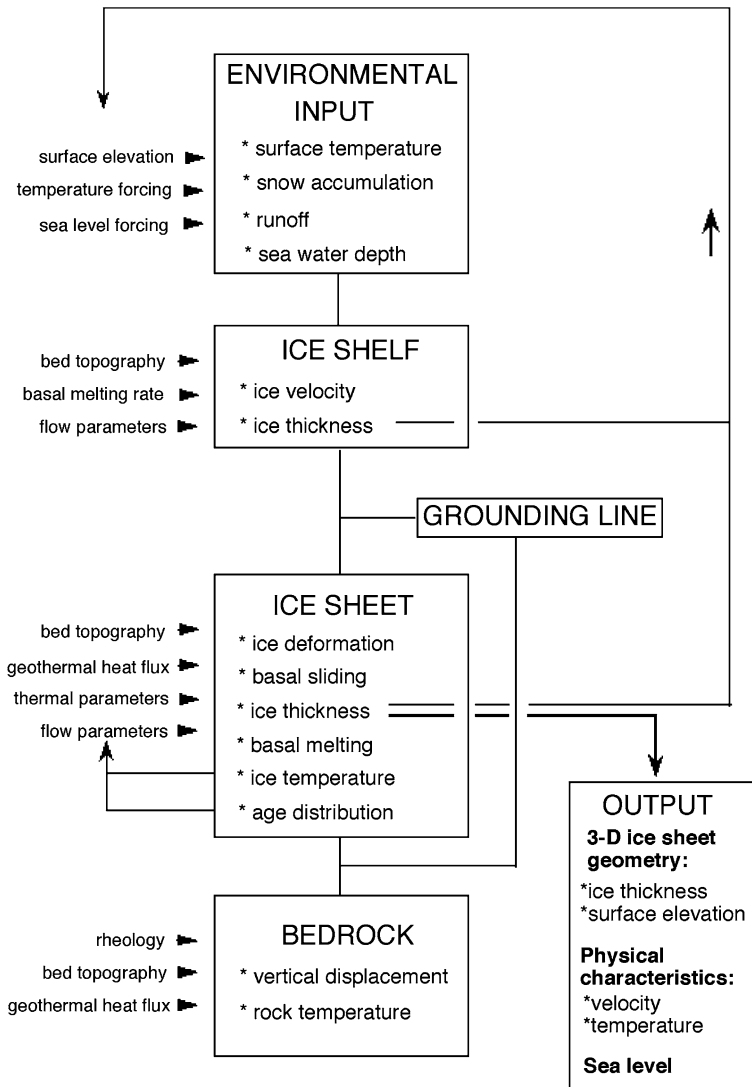 ENVIRONMENTAL
INPUT
* surface temperature
* snow accumulation
* runoff
* sea water depth
surface elevation
temperature forcing
sea level forcing
ICE SHELF
* ice velocity
* ice thickness
bed topography
basal melting rate
flow parameters
GROUNDING LINE
ICE SHEET
* ice deformation
* basal sliding
* ice thickness
* basal melting
* ice temperature
* age distribution
bed topography
geothermal heat flux
thermal parameters
flow parameters
BEDROCK
* vertical displacement
* rock temperature
rheology
bed topography
geothermal heat flux
OUTPUT
3-D ice sheet
geometry:
*ice thickness
*surface elevation
Physical
characteristics:
*velocity
*temperature
Sea level